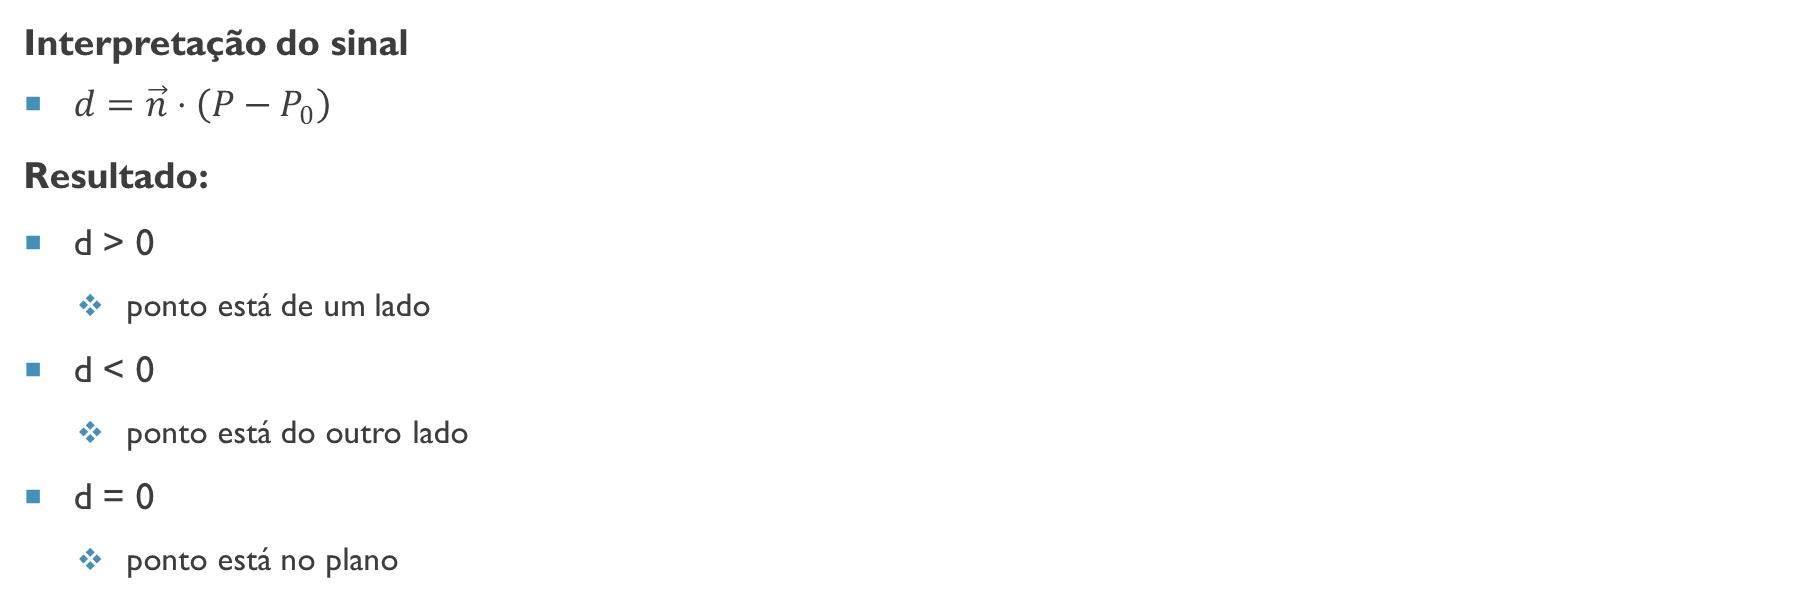 Interpretação do sinal
▪ d = n⃗ · (P − P₀)
Resultado:
▪ d > 0
❖ ponto está de um lado
▪ d < 0
❖ ponto está do outro lado
▪ d = 0
❖ ponto está no plano